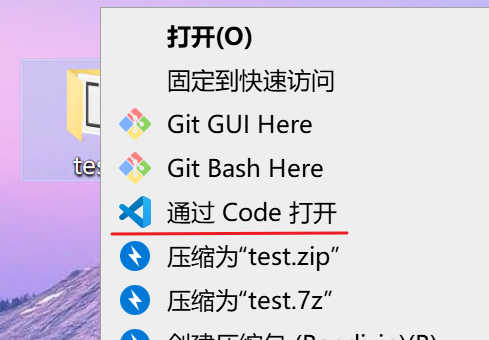 打开(O)
固定到快速访问
Git GUI Here
Git Bash Here
通过 Code 打开
压缩为“test.zip”
压缩为“test.7z”